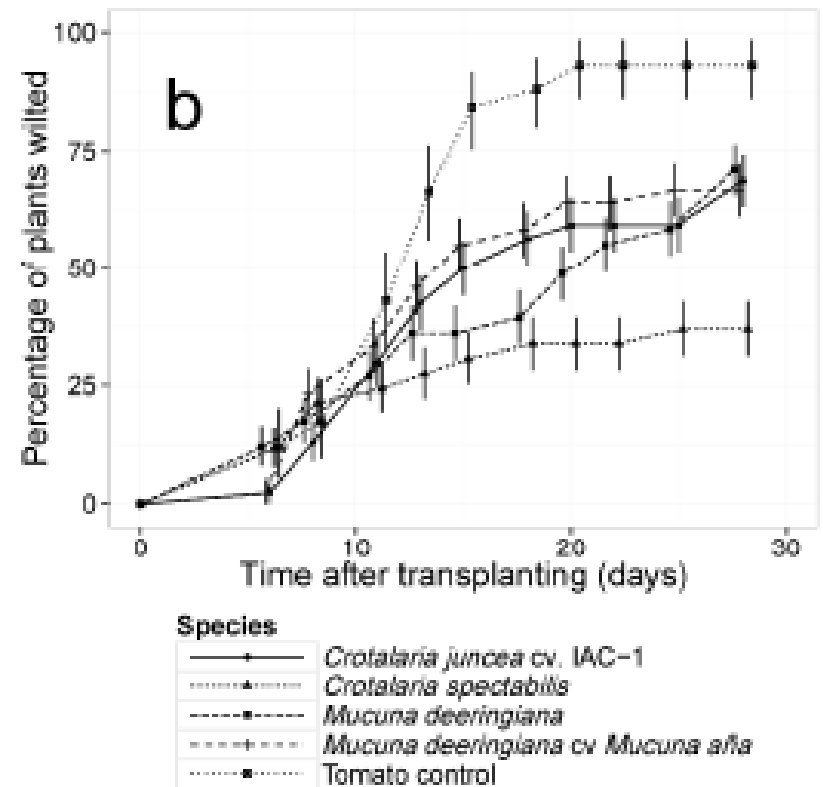 b
Percentage of plants wilted
100
75
50
25
0
0 10 20 30
Time after transplanting (days)
Species
Crotalaria juncea cv. IAC−1
Crotalaria spectabilis
Mucuna deeringiana
Mucuna deeringiana cv Mucuna aña
Tomato control